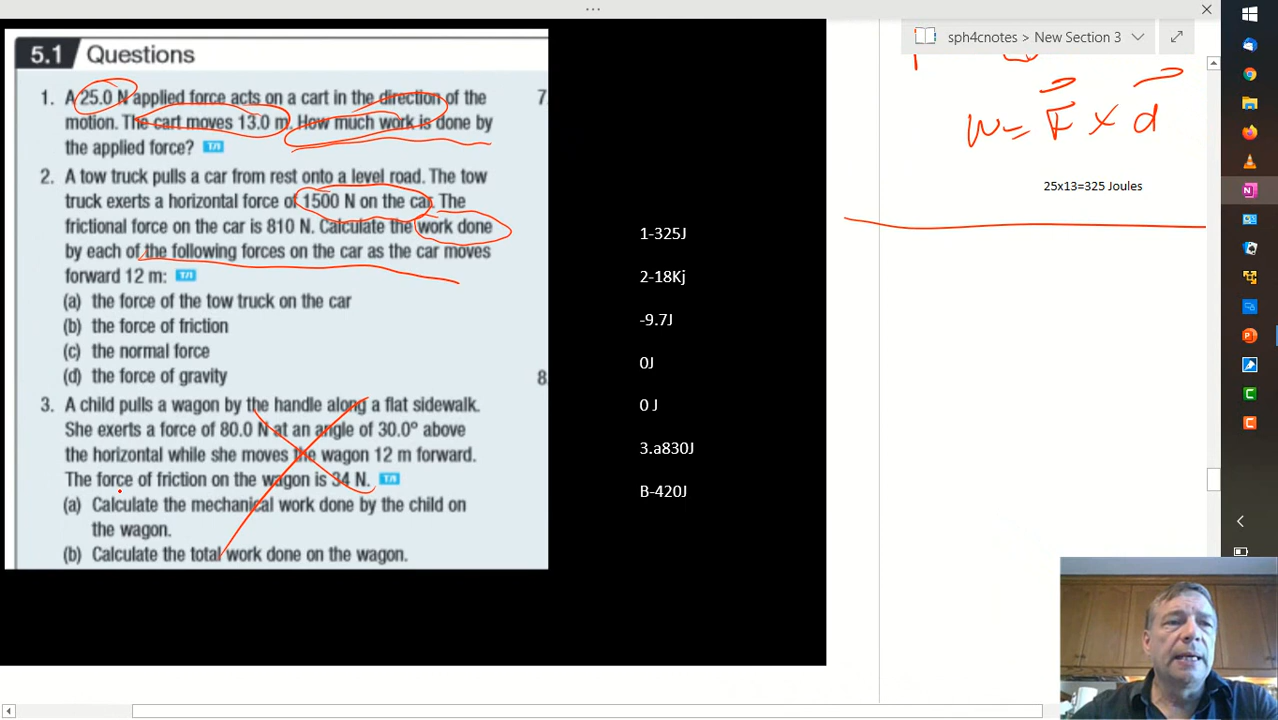 sph4cnotes > New Section 3
5.1 Questions
1. A 25.0 N applied force acts on a cart in the direction of the
motion. The cart moves 13.0 m. How much work is done by
the applied force? T/I
2. A tow truck pulls a car from rest onto a level road. The tow
truck exerts a horizontal force of 1500 N on the car. The
frictional force on the car is 810 N. Calculate the work done
by each of the following forces on the car as the car moves
forward 12 m: T/I
(a) the force of the tow truck on the car
(b) the force of friction
(c) the normal force
(d) the force of gravity
3. A child pulls a wagon by the handle along a flat sidewalk.
She exerts a force of 80.0 N at an angle of 30.0° above
the horizontal while she moves the wagon 12 m forward.
The force of friction on the wagon is 34 N. T/I
(a) Calculate the mechanical work done by the child on
the wagon.
(b) Calculate the total work done on the wagon.
7.
8.
1-325J
2-18Kj
-9.7J
0J
0 J
3.a830J
B-420J
W = F x d
25x13=325 Joules